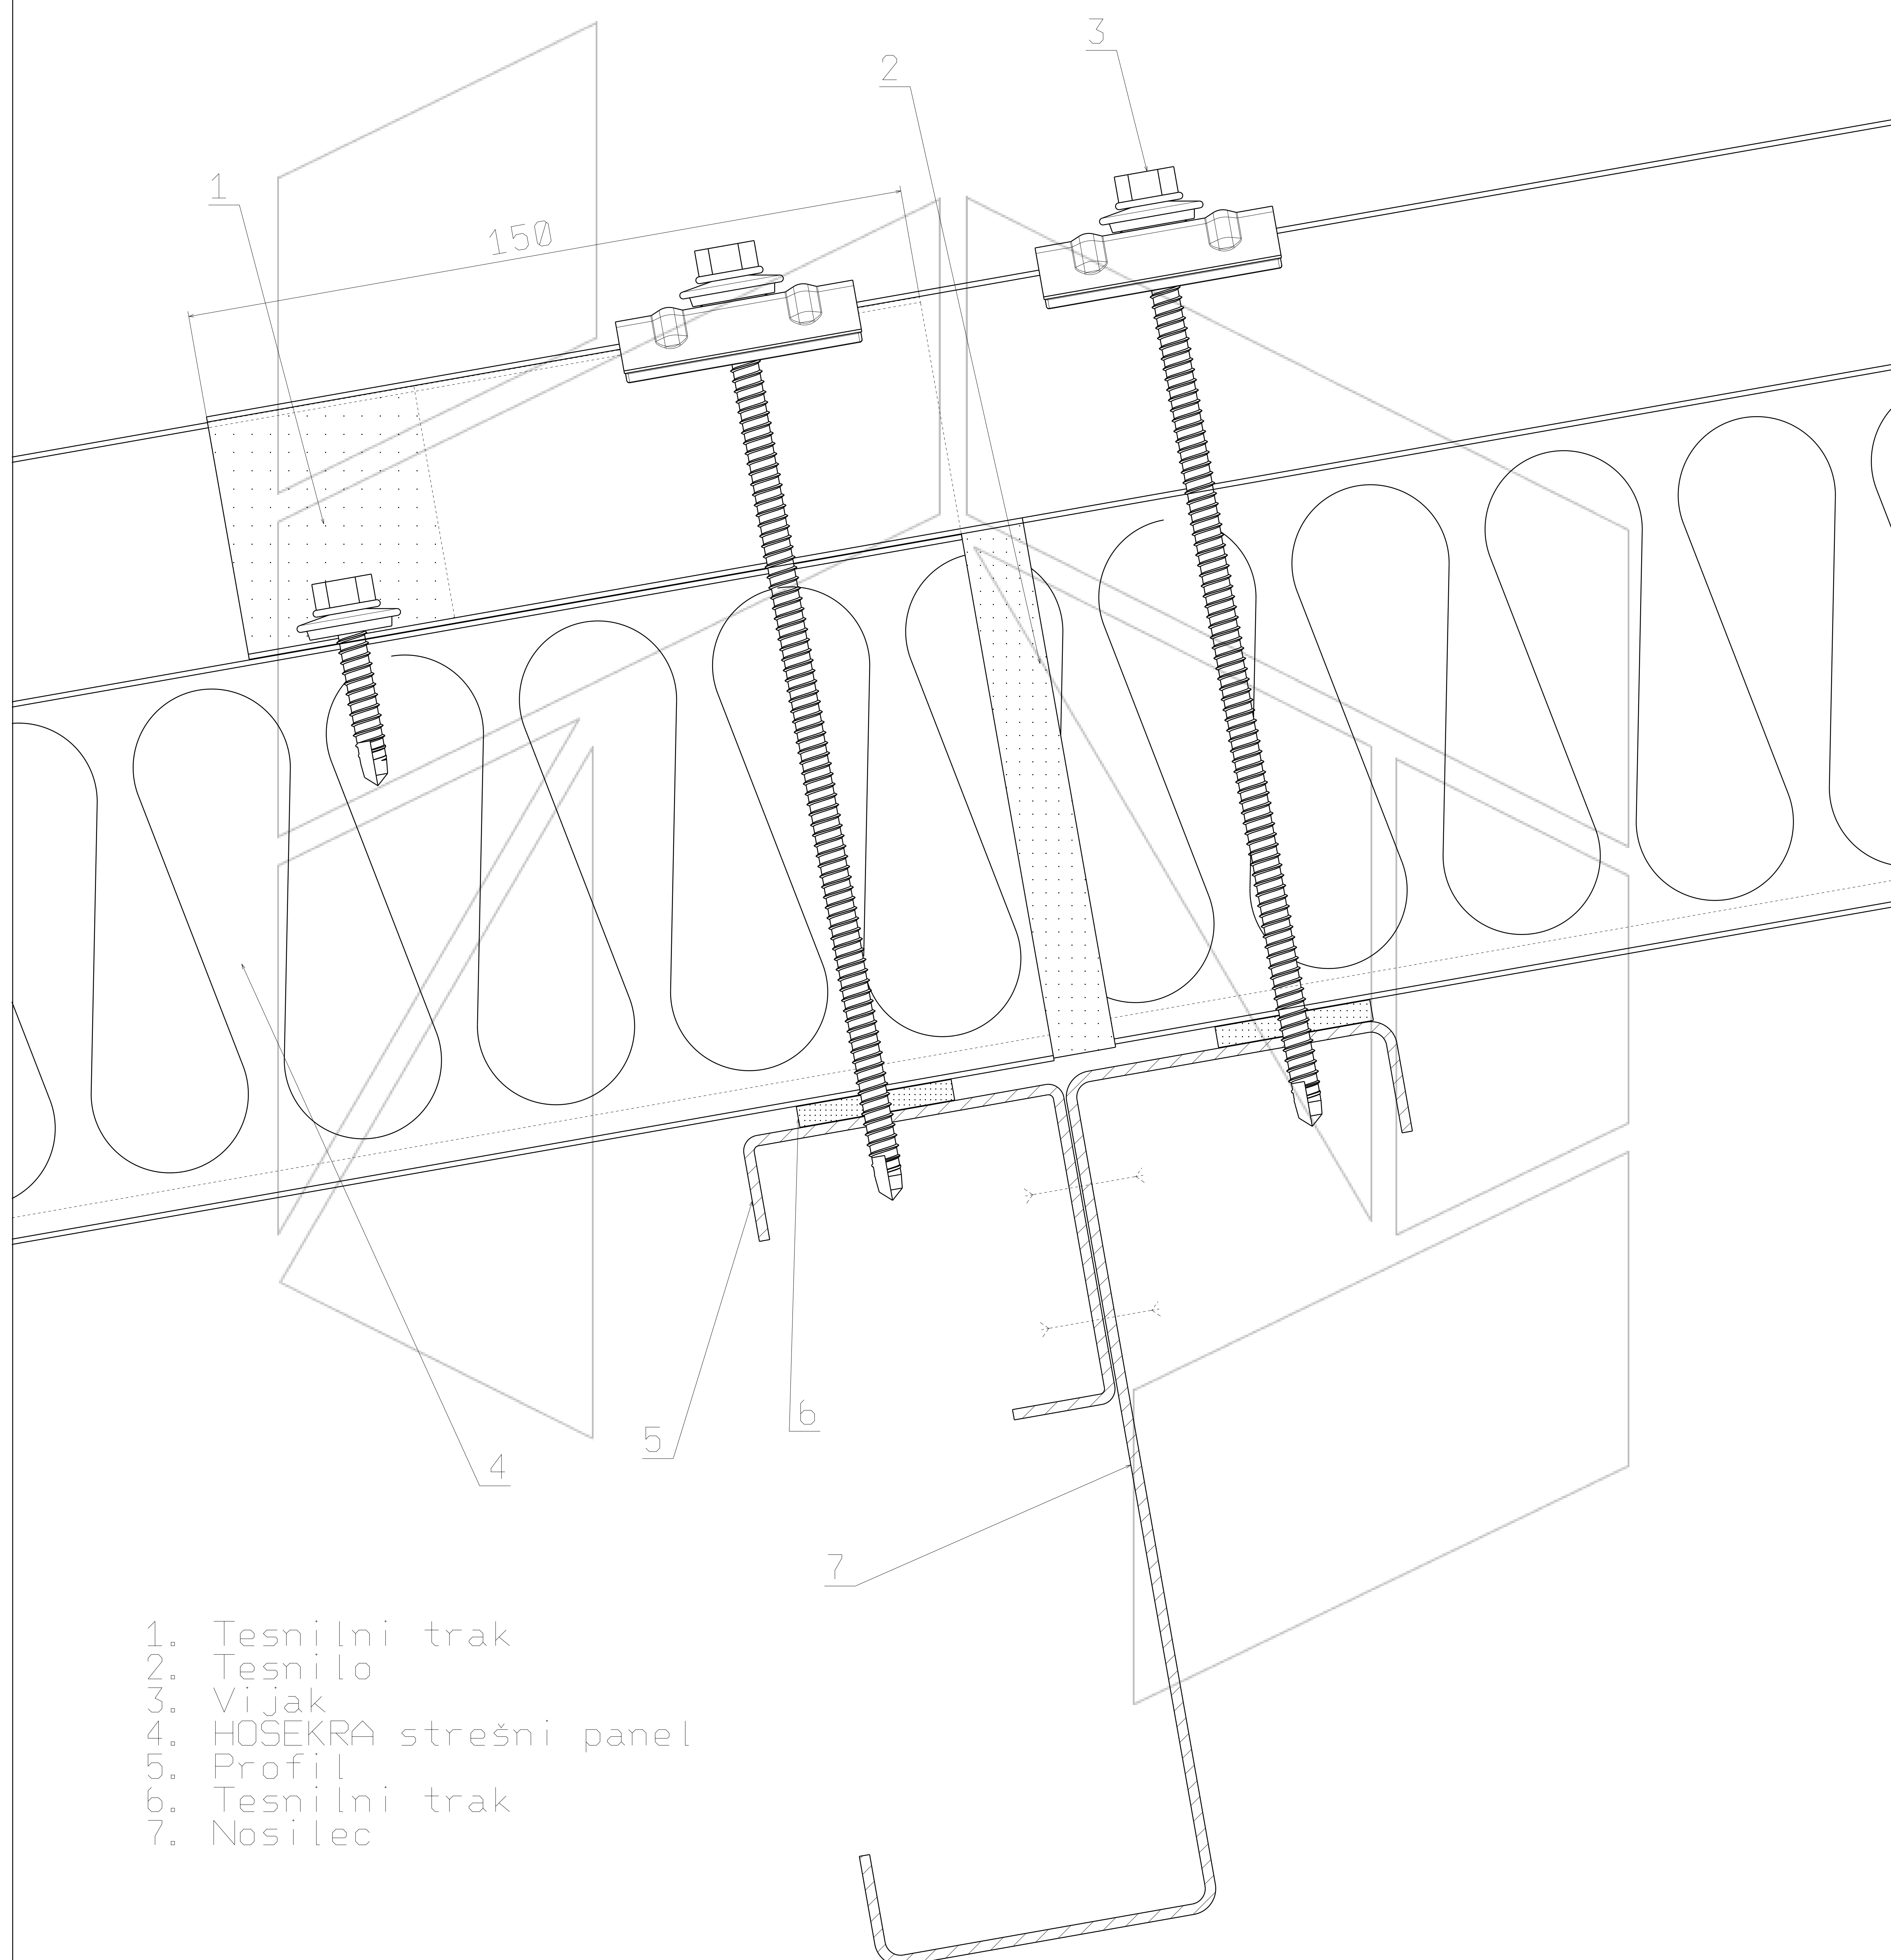 3
2
1
150
6
5
4
7
1. Tesnilni trak
2. Tesnilo
3. Vijak
4. HOSEKRA strešni panel
5. Profil
6. Tesnilni trak
7. Nosilec